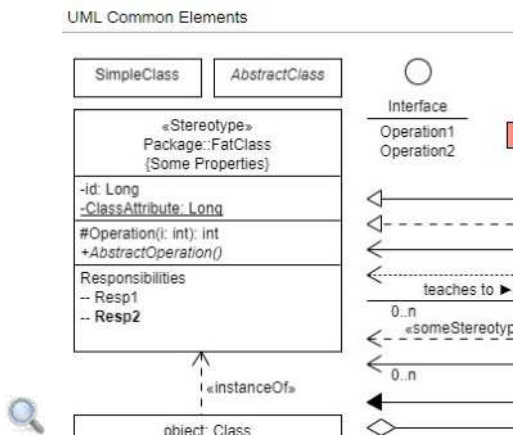 UML Common Elements
SimpleClass
AbstractClass
Interface
Operation1
Operation2
«Stereotype»
Package::FatClass
{Some Properties}
-id: Long
-ClassAttribute: Long
#Operation(i: int): int
+AbstractOperation()
Responsibilities
-- Resp1
-- Resp2
teaches to ►
0..n
«someStereotyp
0..n
«instanceOf»
object: Class